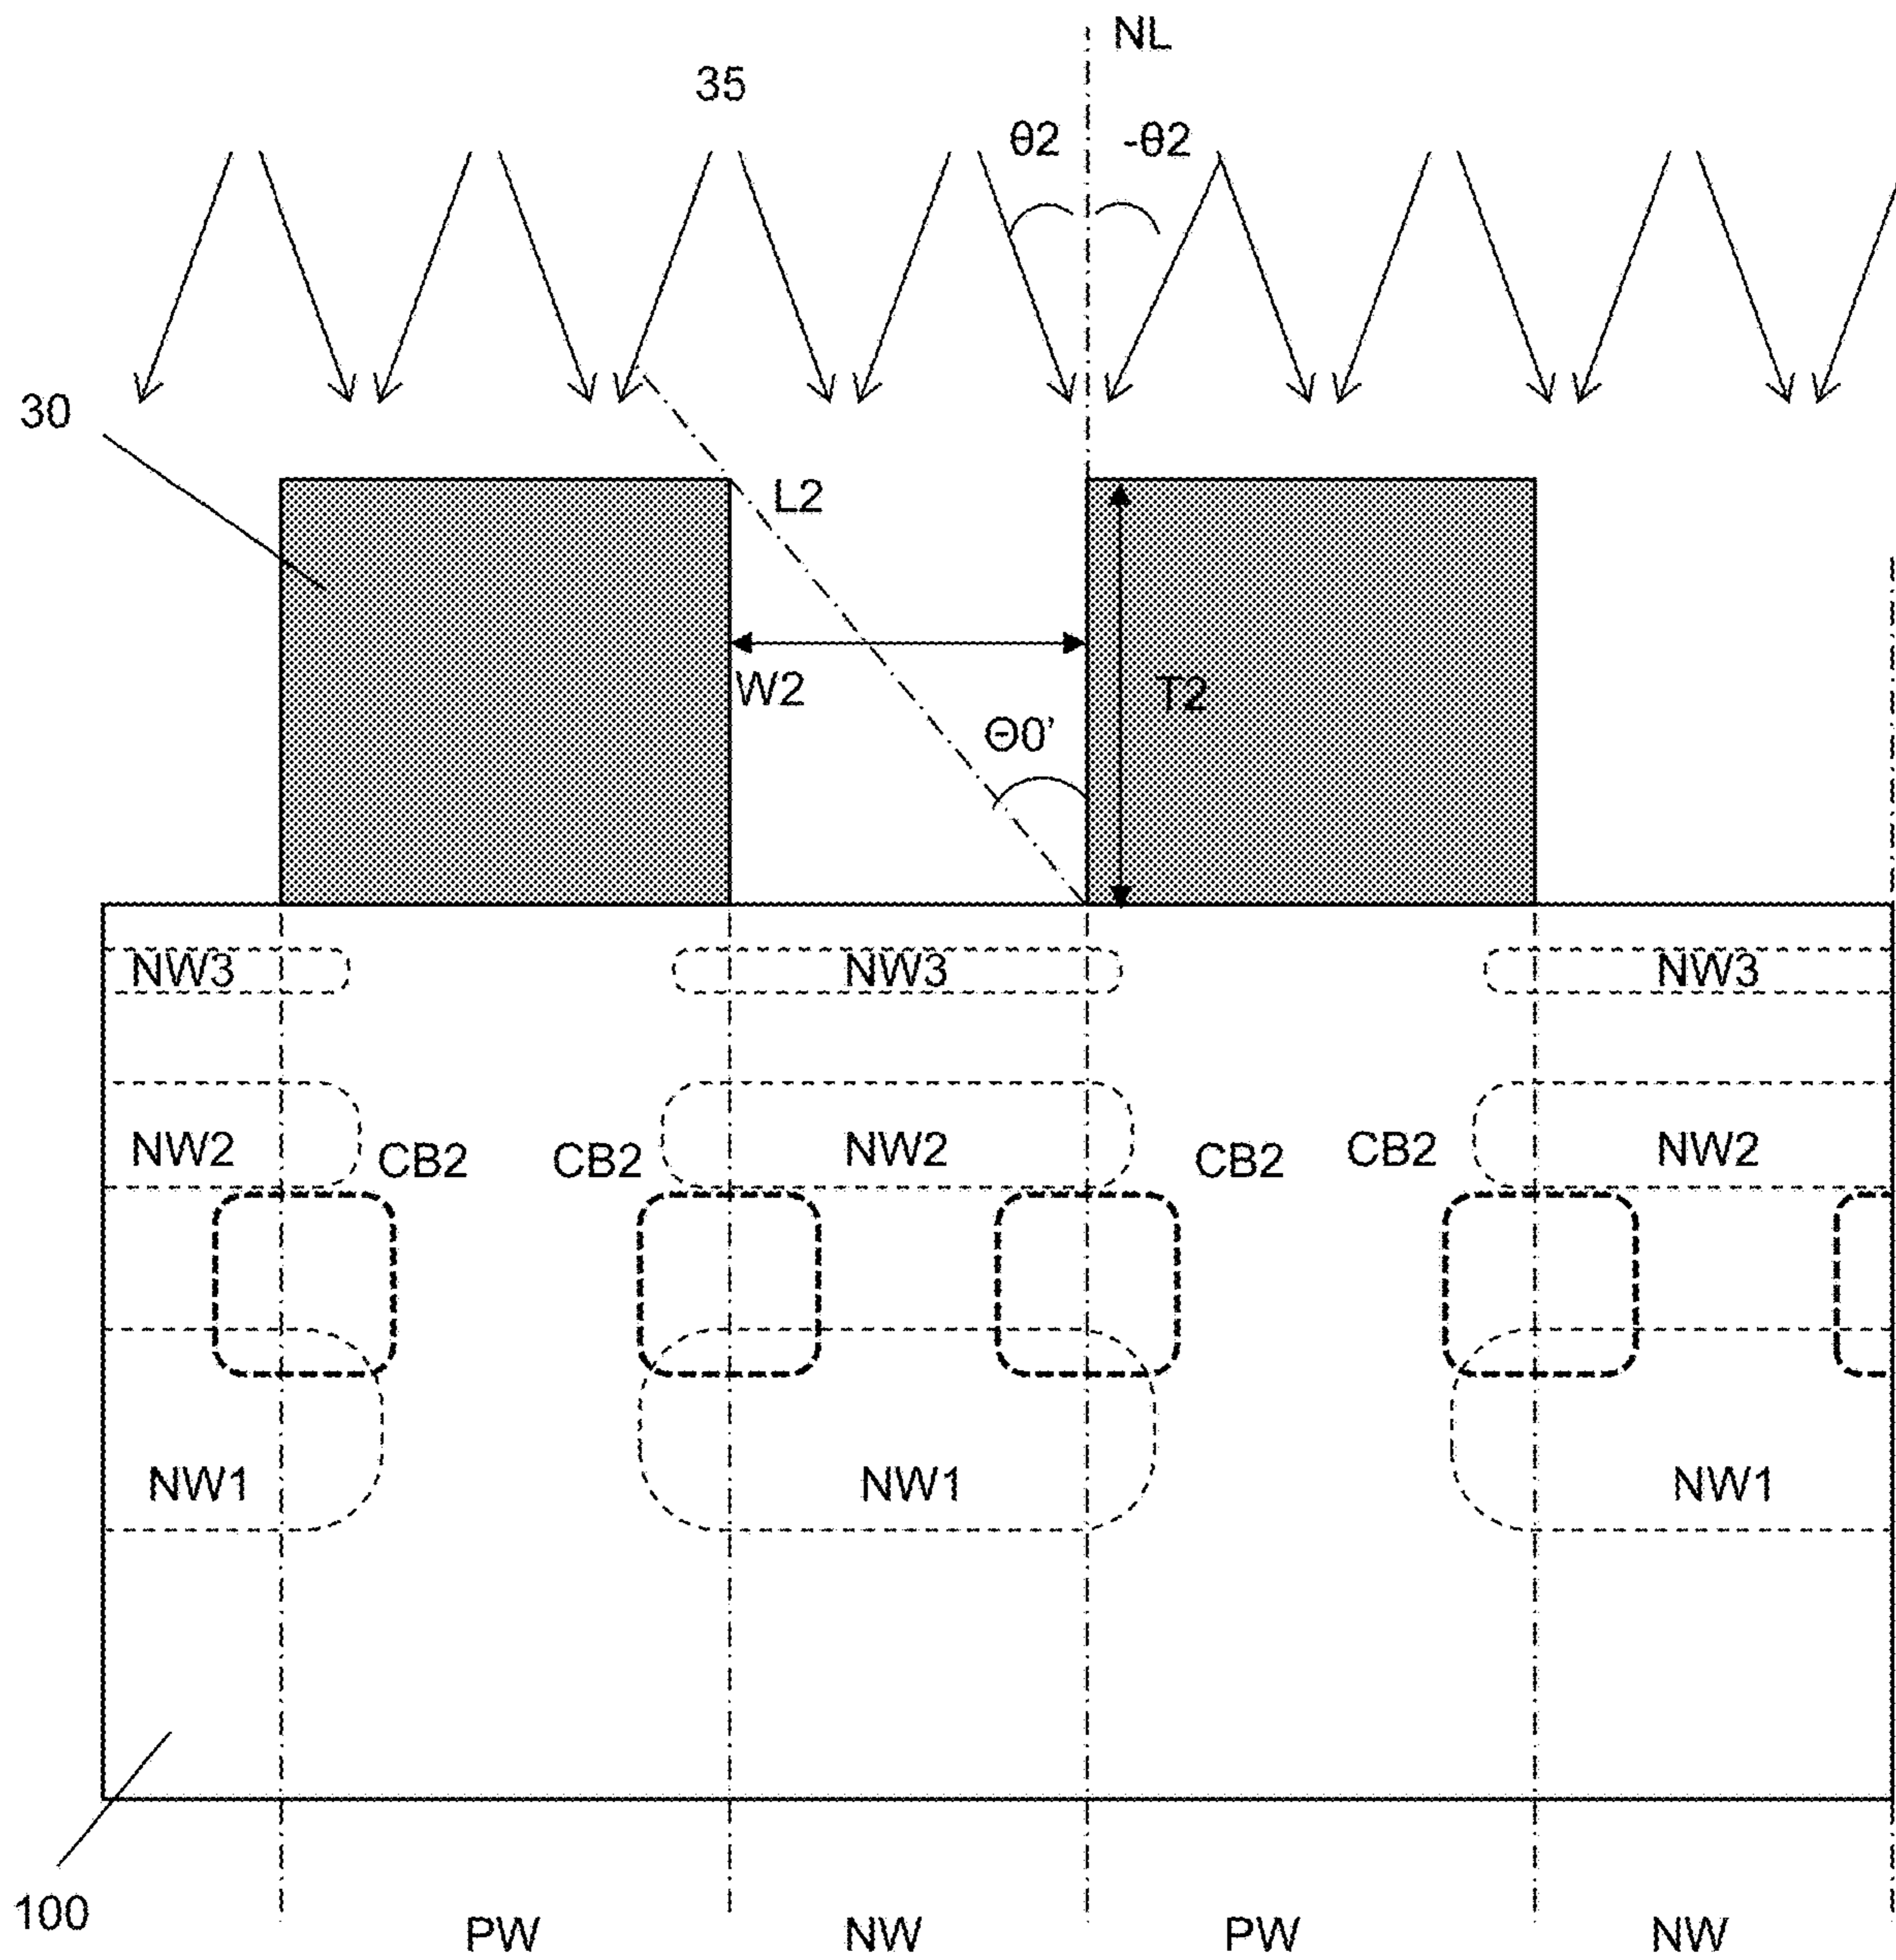 NL
35
θ2 -θ2
30
L2
W2
T2
Θ0'
NW3 NW3 NW3
NW2 CB2 CB2 NW2 CB2 CB2 NW2
NW1 NW1 NW1
100
PW NW PW NW